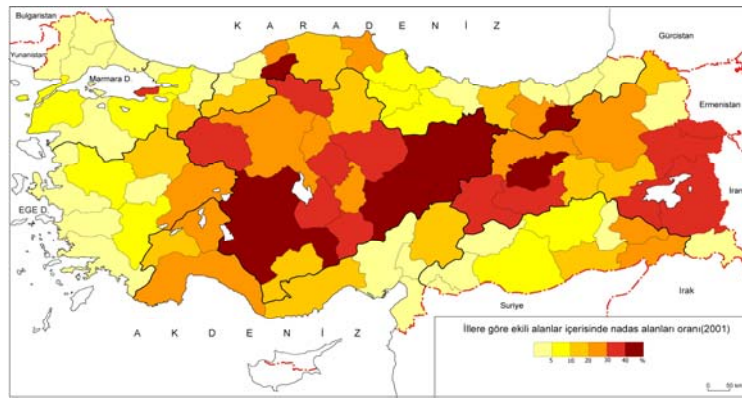 Bulgaristan
K A R A D E N İ Z
Gürcistan
Yunanistan
Marmara D.
Ermenistan
İran
EGE D.
Irak
Suriye
A K D E N İ Z
İllere göre ekili alanlar içerisinde nadas alanları oranı(2001)
5 10 20 30 40 %
0 50 km